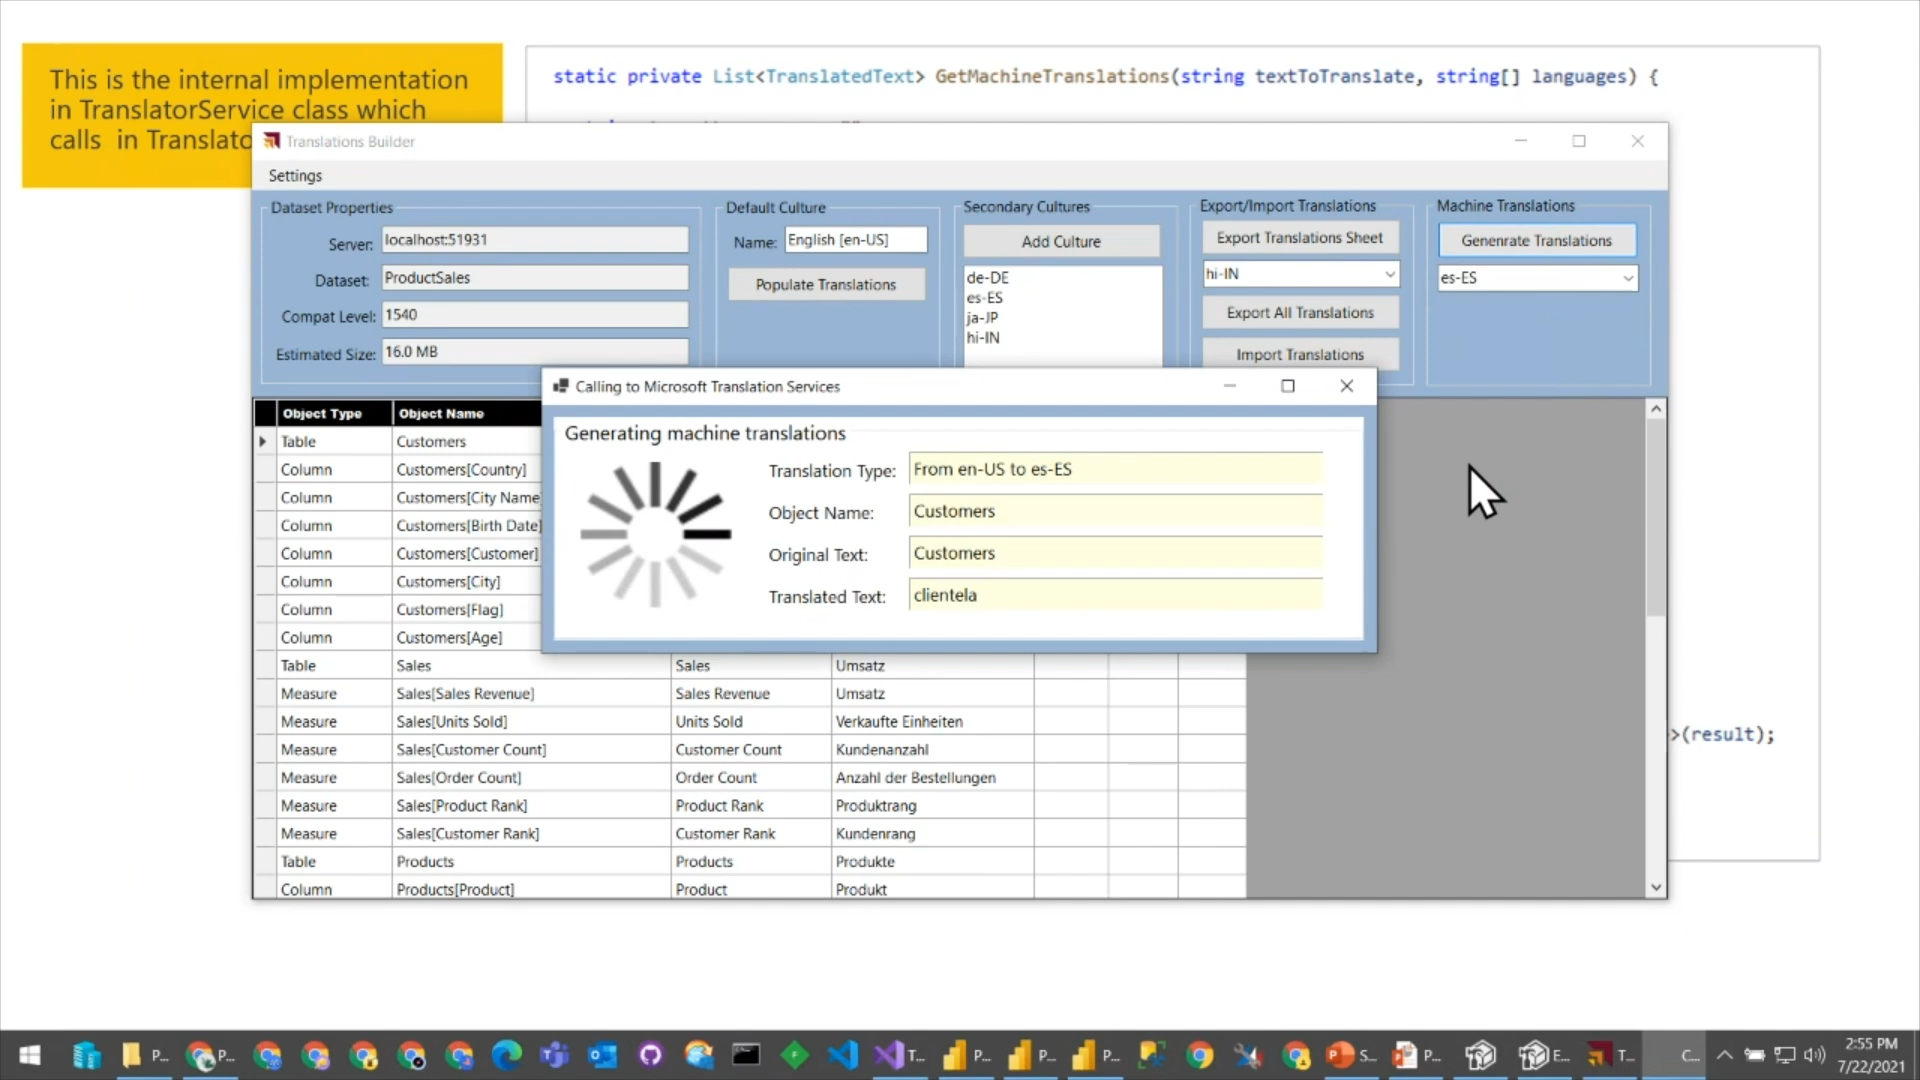 This is the internal implementation
in TranslatorService class which
calls in Translato
static private List<TranslatedText> GetMachineTranslations(string textToTranslate, string[] languages) {
Translations Builder
Settings
Dataset Properties
Server: localhost:51931
Dataset: ProductSales
Compat Level: 1540
Estimated Size: 16.0 MB
Default Culture
Name: English [en-US]
Populate Translations
Secondary Cultures
Add Culture
de-DE
es-ES
ja-JP
hi-IN
Export/Import Translations
Export Translations Sheet
hi-IN
Export All Translations
Import Translations
Machine Translations
Genenrate Translations
es-ES
Calling to Microsoft Translation Services
Generating machine translations
Translation Type: From en-US to es-ES
Object Name: Customers
Original Text: Customers
Translated Text: clientela
Object Type Object Name
Table Customers
Column Customers[Country]
Column Customers[City Name]
Column Customers[Birth Date]
Column Customers[Customer]
Column Customers[City]
Column Customers[Flag]
Column Customers[Age]
Table Sales Sales Umsatz
Measure Sales[Sales Revenue] Sales Revenue Umsatz
Measure Sales[Units Sold] Units Sold Verkaufte Einheiten
Measure Sales[Customer Count] Customer Count Kundenanzahl
Measure Sales[Order Count] Order Count Anzahl der Bestellungen
Measure Sales[Product Rank] Product Rank Produktrang
Measure Sales[Customer Rank] Customer Rank Kundenrang
Table Products Products Produkte
Column Products[Product] Product Produkt
>(result);
P... P... T... P... P... P... S... P... E... T... C...
2:55 PM
7/22/2021